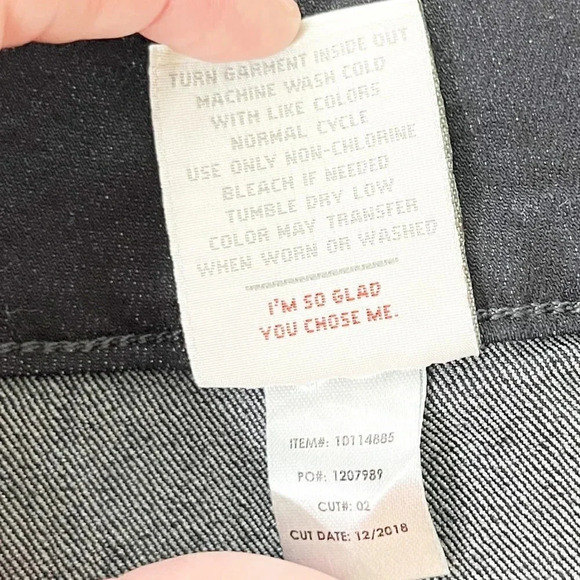 TURN GARMENT INSIDE OUT
MACHINE WASH COLD
WITH LIKE COLORS
NORMAL CYCLE
USE ONLY NON-CHLORINE
BLEACH IF NEEDED
TUMBLE DRY LOW
COLOR MAY TRANSFER
WHEN WORN OR WASHED
I'M SO GLAD
YOU CHOSE ME.
ITEM#: 10114885
PO#: 1207989
CUT#: 02
CUT DATE: 12/2018